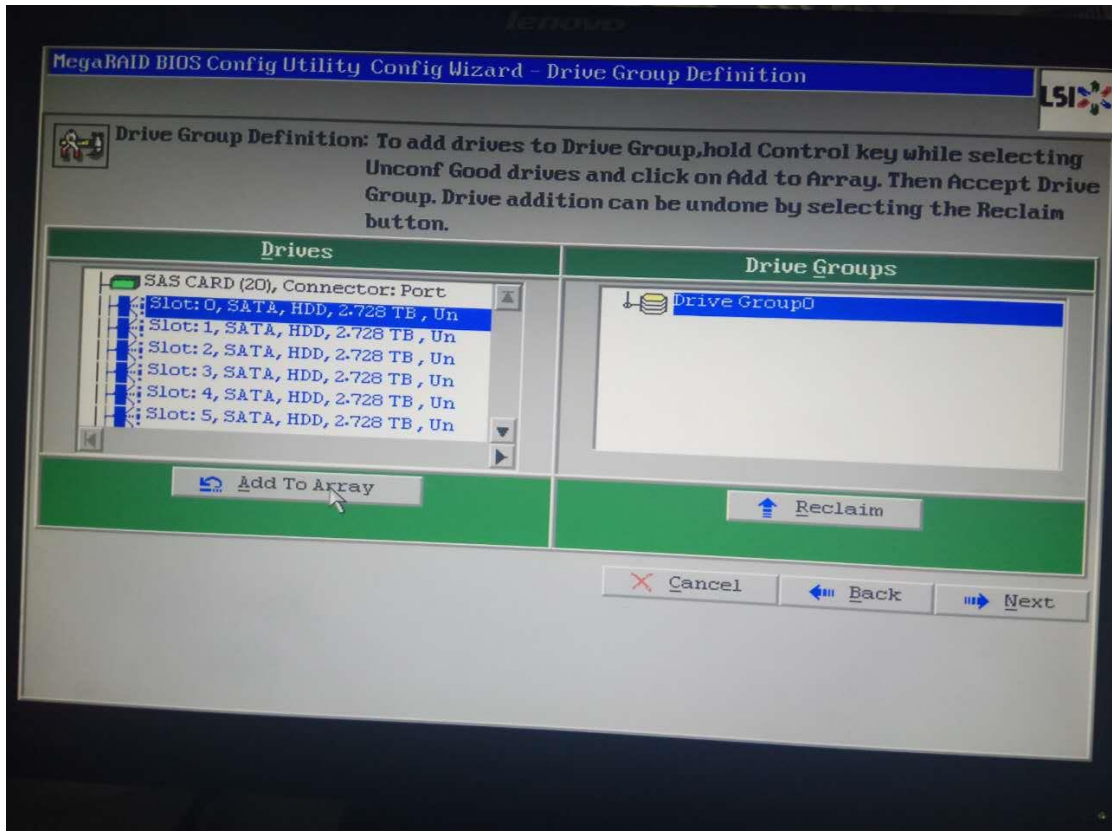 lenovo
MegaRAID BIOS Config Utility Config Wizard - Drive Group Definition
LSI
Drive Group Definition: To add drives to Drive Group,hold Control key while selecting
Unconf Good drives and click on Add to Array. Then Accept Drive
Group. Drive addition can be undone by selecting the Reclaim
button.
Drives
SAS CARD (20), Connector: Port
Slot: 0, SATA, HDD, 2.728 TB , Un
Slot: 1, SATA, HDD, 2.728 TB , Un
Slot: 2, SATA, HDD, 2.728 TB , Un
Slot: 3, SATA, HDD, 2.728 TB , Un
Slot: 4, SATA, HDD, 2.728 TB , Un
Slot: 5, SATA, HDD, 2.728 TB , Un
Add To Array
Drive Groups
Drive Group0
Reclaim
Cancel
Back
Next